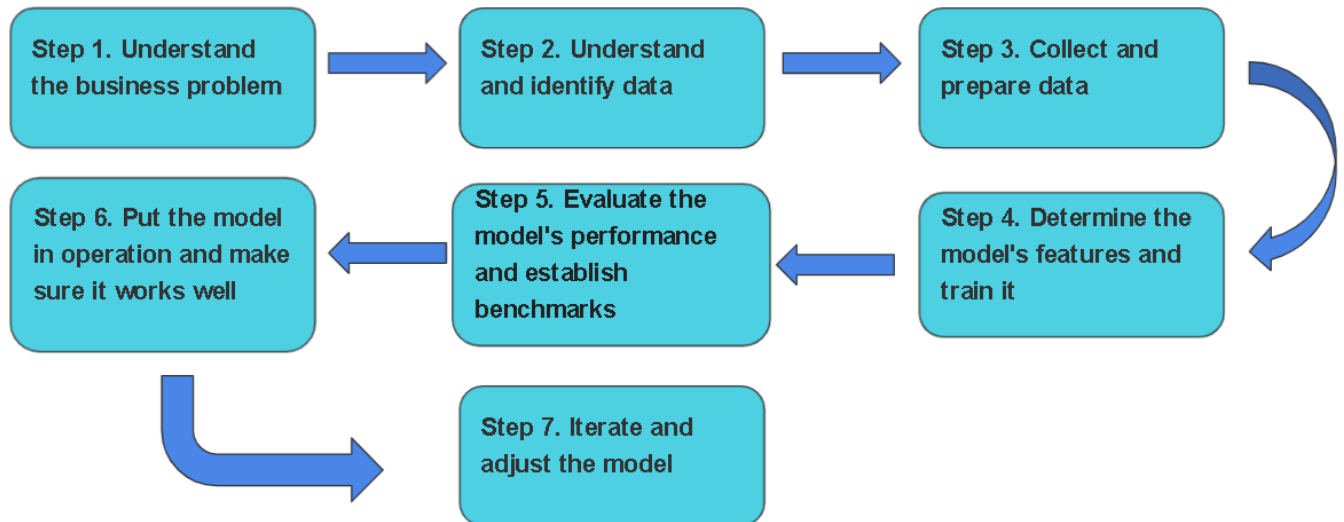 Step 1. Understand
the business problem
Step 2. Understand
and identify data
Step 3. Collect and
prepare data
Step 4. Determine the
model's features and
train it
Step 5. Evaluate the
model's performance
and establish
benchmarks
Step 6. Put the model
in operation and make
sure it works well
Step 7. Iterate and
adjust the model